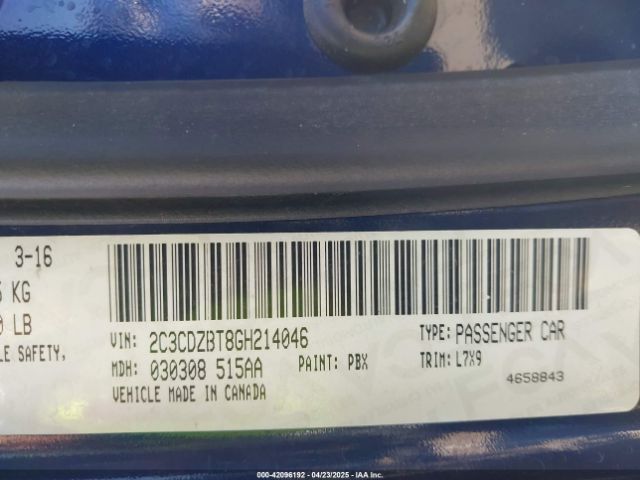 3-16
KG
LB
LE SAFETY,
VIN: 2C3CDZBT8GH214046
TYPE: PASSENGER CAR
MDH: 030308 515AA
PAINT: PBX
TRIM: L7X9
VEHICLE MADE IN CANADA
4658843
000-42096192 - 04/23/2025 - IAA Inc.